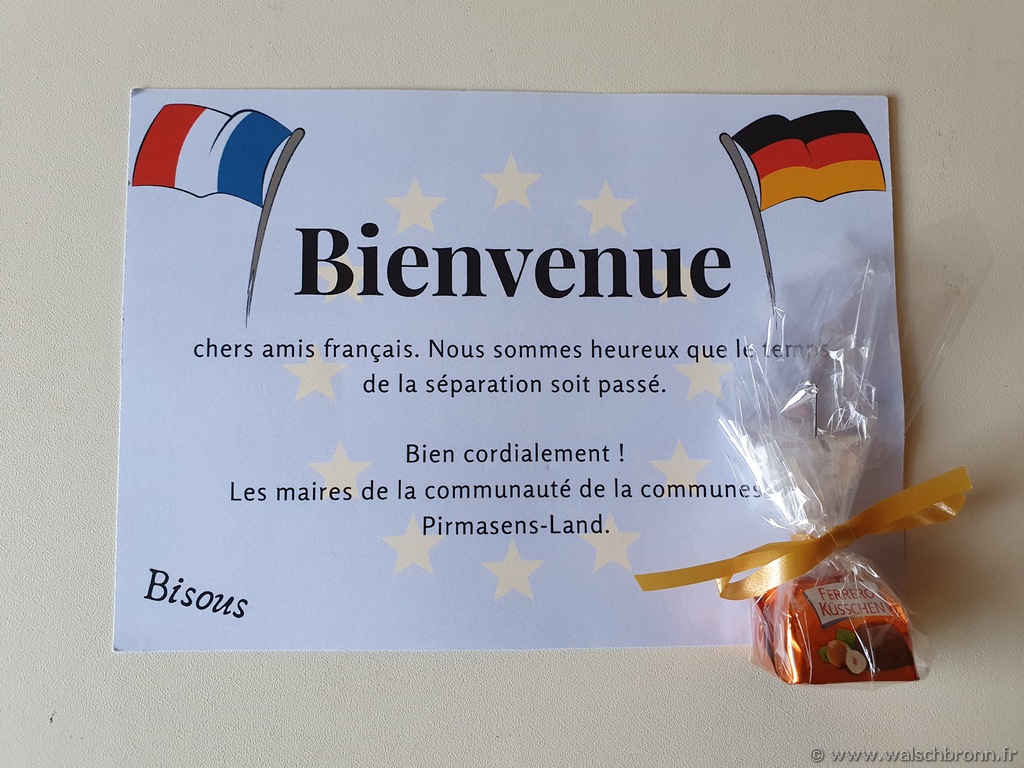 Bienvenue
chers amis français. Nous sommes heureux que le temps
de la séparation soit passé.
Bien cordialement !
Les maires de la communauté de la communes
Pirmasens-Land.
Bisous
FERRERO
KÜSSCHEN
© www.walschbronn.fr